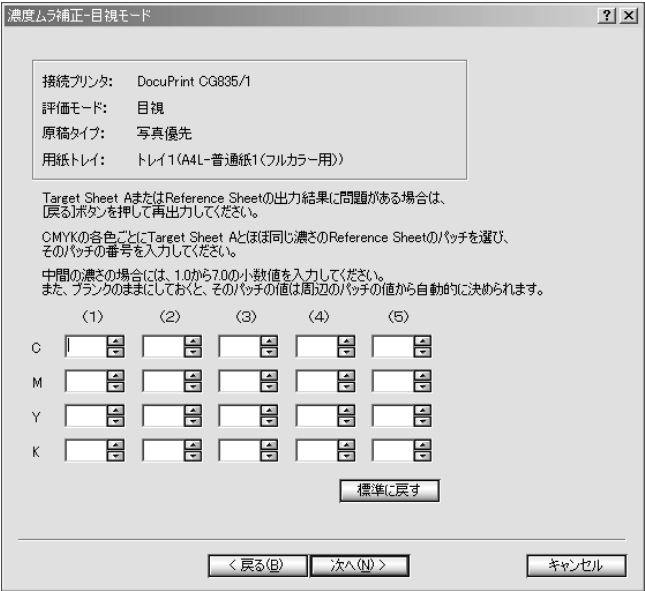 濃度ムラ補正-目視モード
接続プリンタ: DocuPrint CG835/1
評価モード: 目視
原稿タイプ: 写真優先
用紙トレイ: トレイ1(A4L-普通紙1(フルカラー用))
Target Sheet AまたはReference Sheetの出力結果に問題がある場合は、
[戻る]ボタンを押して再出力してください。
CMYKの各色ごとにTarget Sheet Aとほぼ同じ濃さのReference Sheetのパッチを選び、
そのパッチの番号を入力してください。
中間の濃さの場合には、1.0から7.0の小数値を入力してください。
また、ブランクのままにしておくと、そのパッチの値は周辺のパッチの値から自動的に決められます。
(1) (2) (3) (4) (5)
C
M
Y
K
標準に戻す
< 戻る(B) 次へ(N) > キャンセル